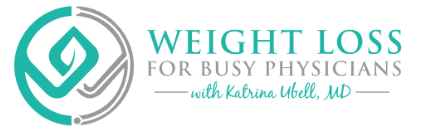 WEIGHT LOSS
FOR BUSY PHYSICIANS
with Katrina Ubell, MD